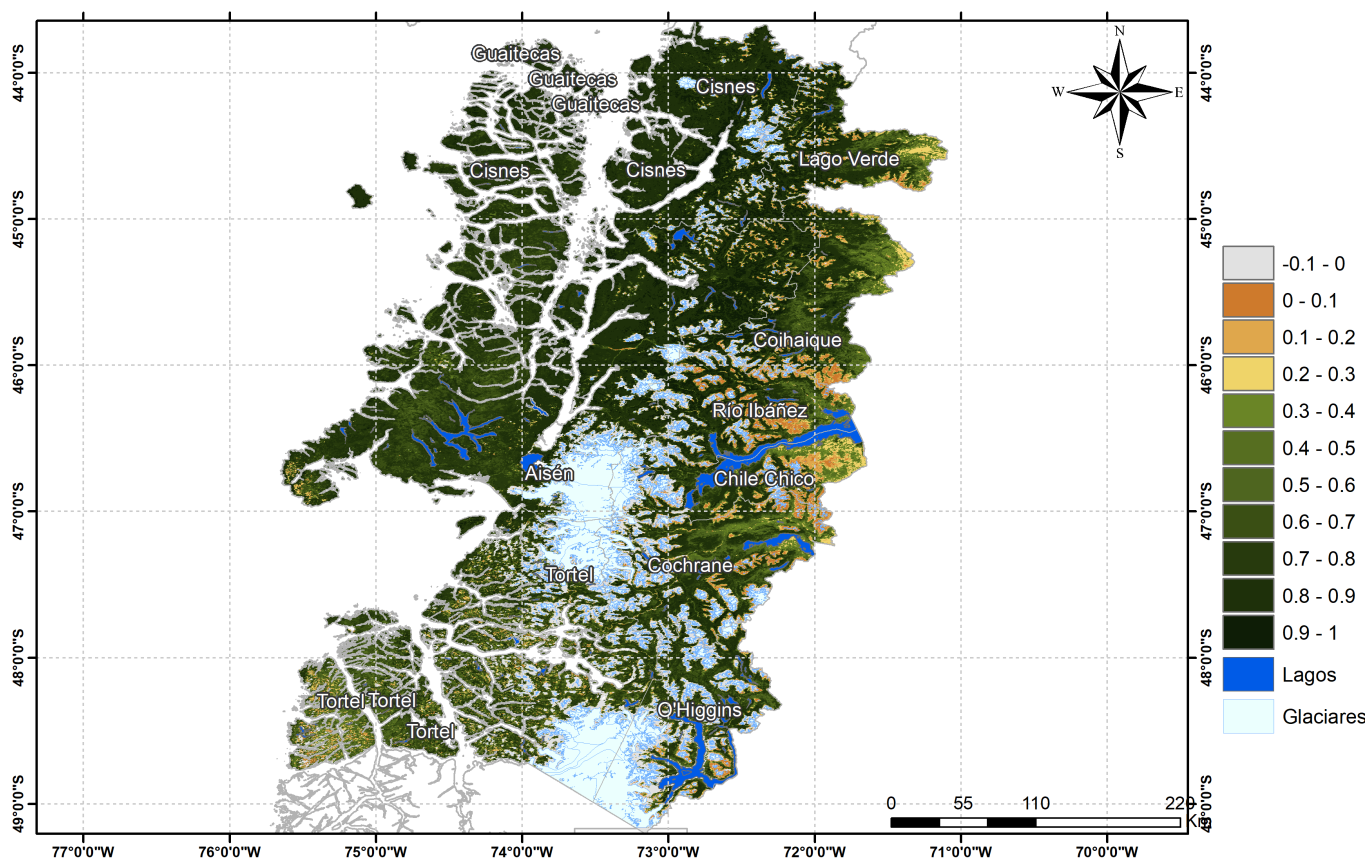 N
W E
S
Guaitecas
Guaitecas
Guaitecas
Cisnes
Lago Verde
Cisnes
Cisnes
Coihaique
Río Ibáñez
Aisén
Chile Chico
Cochrane
Tortel
Tortel
Tortel
Tortel
O'Higgins
44°0'0"S
45°0'0"S
46°0'0"S
47°0'0"S
48°0'0"S
49°0'0"S
44°0'0"S
45°0'0"S
46°0'0"S
47°0'0"S
48°0'0"S
49°0'0"S
-0.1 - 0
0 - 0.1
0.1 - 0.2
0.2 - 0.3
0.3 - 0.4
0.4 - 0.5
0.5 - 0.6
0.6 - 0.7
0.7 - 0.8
0.8 - 0.9
0.9 - 1
Lagos
Glaciares
0 55 110 220
77°0'0"W 76°0'0"W 75°0'0"W 74°0'0"W 73°0'0"W 72°0'0"W 71°0'0"W 70°0'0"W